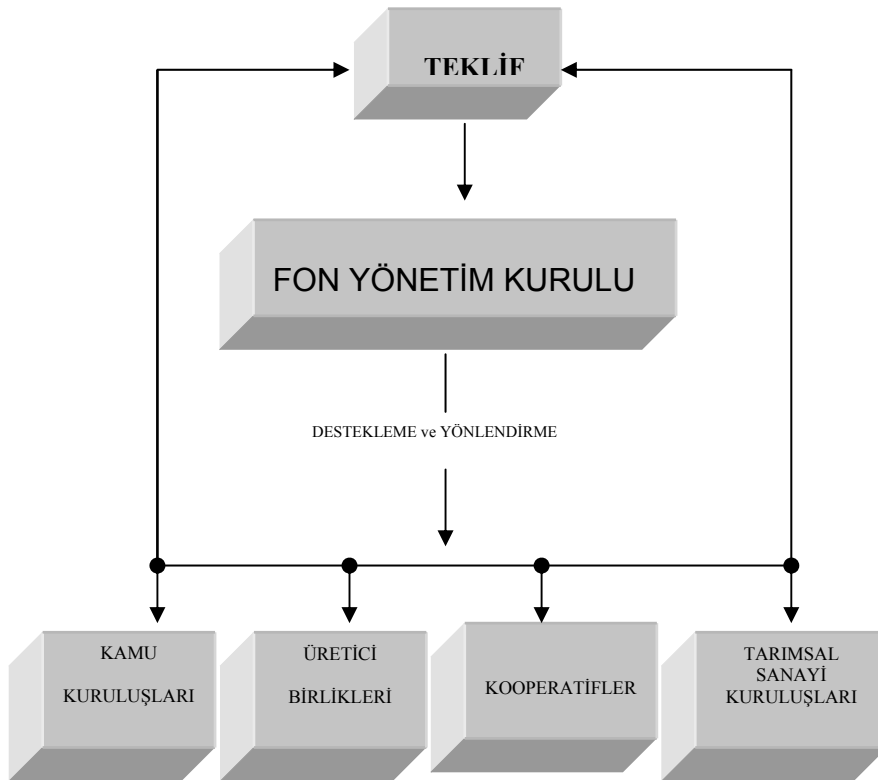 TEKLİF
FON YÖNETİM KURULU
DESTEKLEME ve YÖNLENDİRME
KAMU
KURULUŞLARI
ÜRETİCİ
BİRLİKLERİ
KOOPERATİFLER
TARIMSAL
SANAYİ
KURULUŞLARI